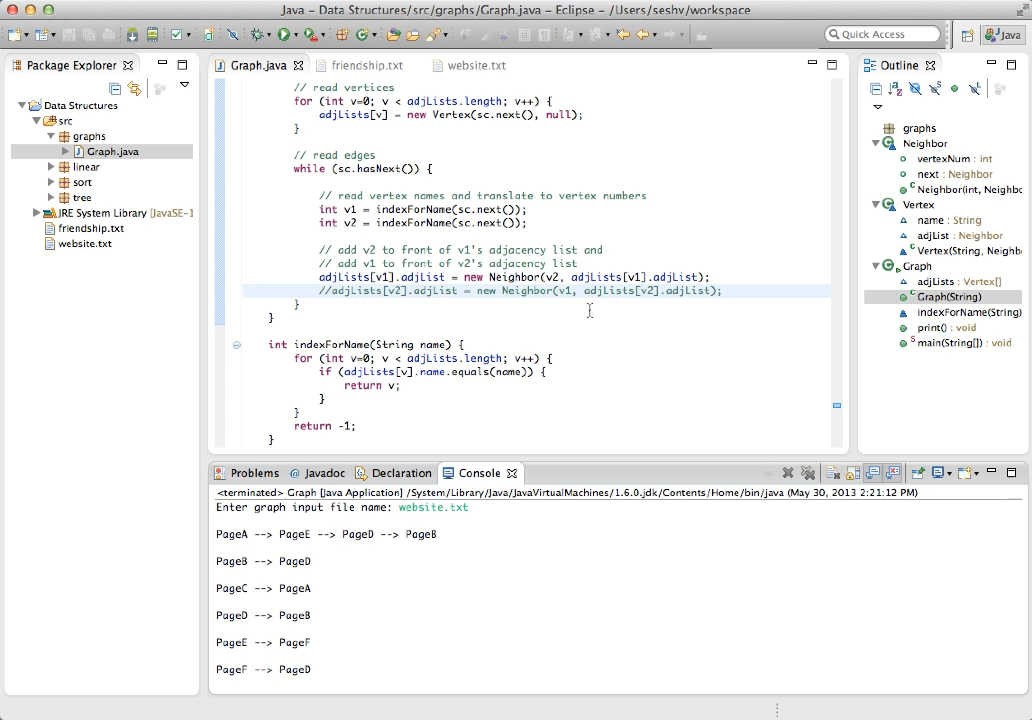 Java - Data Structures/src/graphs/Graph.java - Eclipse - /Users/seshv/workspace
Quick Access
Java
Package Explorer
Data Structures
src
graphs
Graph.java
linear
sort
tree
JRE System Library [JavaSE-1
friendship.txt
website.txt
Graph.java
friendship.txt
website.txt
// read vertices
for (int v=0; v < adjLists.length; v++) {
adjLists[v] = new Vertex(sc.next(), null);
}
// read edges
while (sc.hasNext()) {
// read vertex names and translate to vertex numbers
int v1 = indexForName(sc.next());
int v2 = indexForName(sc.next());
// add v2 to front of v1's adjacency list and
// add v1 to front of v2's adjacency list
adjLists[v1].adjList = new Neighbor(v2, adjLists[v1].adjList);
//adjLists[v2].adjList = new Neighbor(v1, adjLists[v2].adjList);
}
}
int indexForName(String name) {
for (int v=0; v < adjLists.length; v++) {
if (adjLists[v].name.equals(name)) {
return v;
}
}
return -1;
}
Outline
graphs
Neighbor
vertexNum : int
next : Neighbor
Neighbor(int, Neighbo
Vertex
name : String
adjList : Neighbor
Vertex(String, Neighb
Graph
adjLists : Vertex[]
Graph(String)
indexForName(String)
print() : void
main(String[]) : void
Problems
Javadoc
Declaration
Console
<terminated> Graph [Java Application] /System/Library/Java/JavaVirtualMachines/1.6.0.jdk/Contents/Home/bin/java (May 30, 2013 2:21:12 PM)
Enter graph input file name: website.txt
PageA --> PageE --> PageD --> PageB
PageB --> PageD
PageC --> PageA
PageD --> PageB
PageE --> PageF
PageF --> PageD